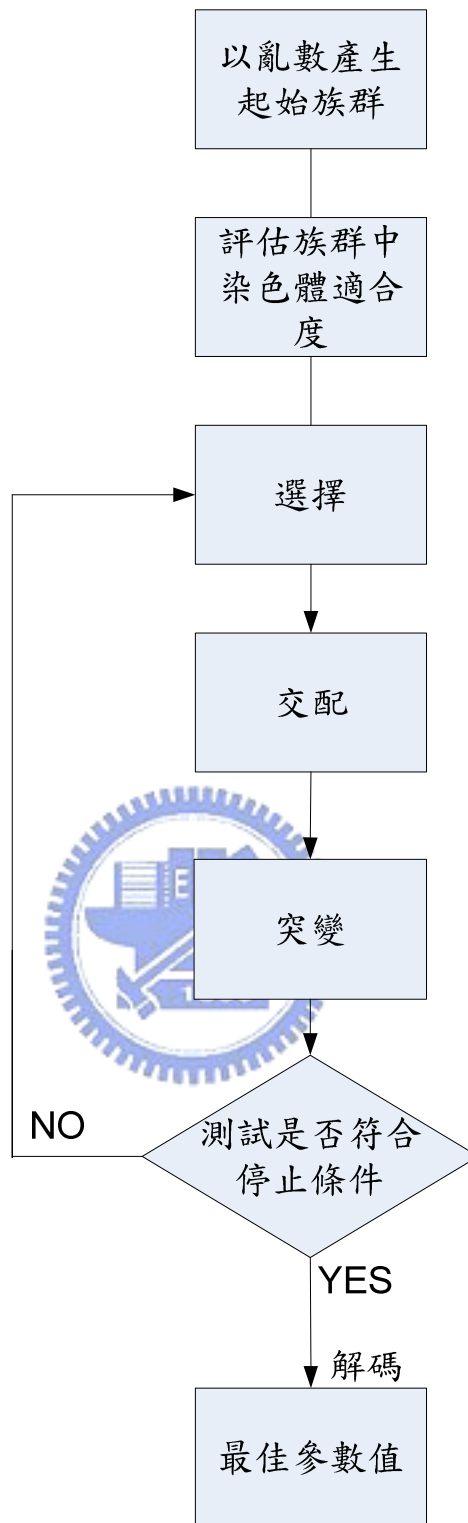 以亂數產生
起始族群
評估族群中
染色體適合
度
選擇
交配
突變
測試是否符合
停止條件
NO
YES
解碼
最佳參數值